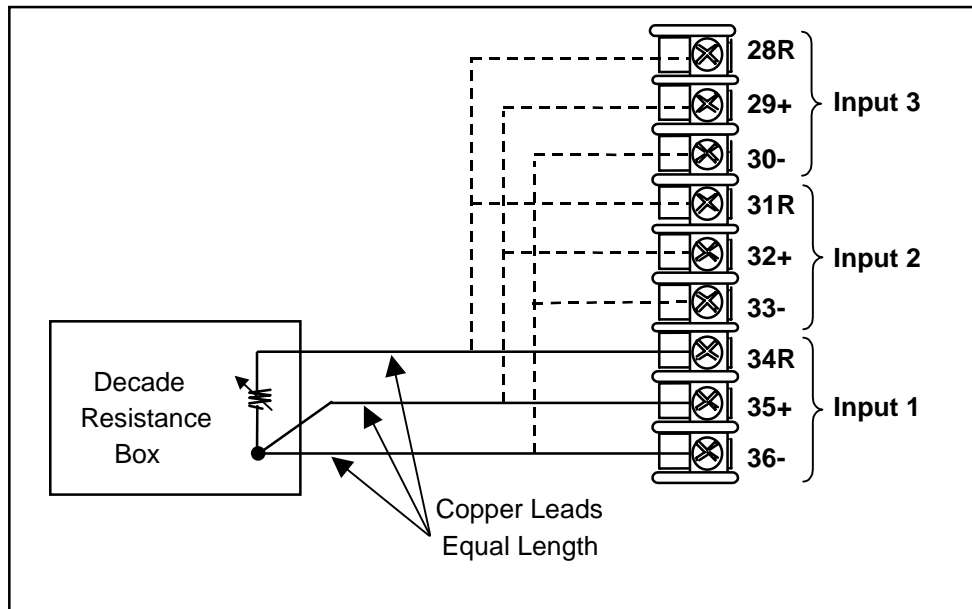 28R
29+
Input 3
30-
31R
32+
Input 2
33-
34R
35+
Input 1
36-
Decade
Resistance
Box
Copper Leads
Equal Length